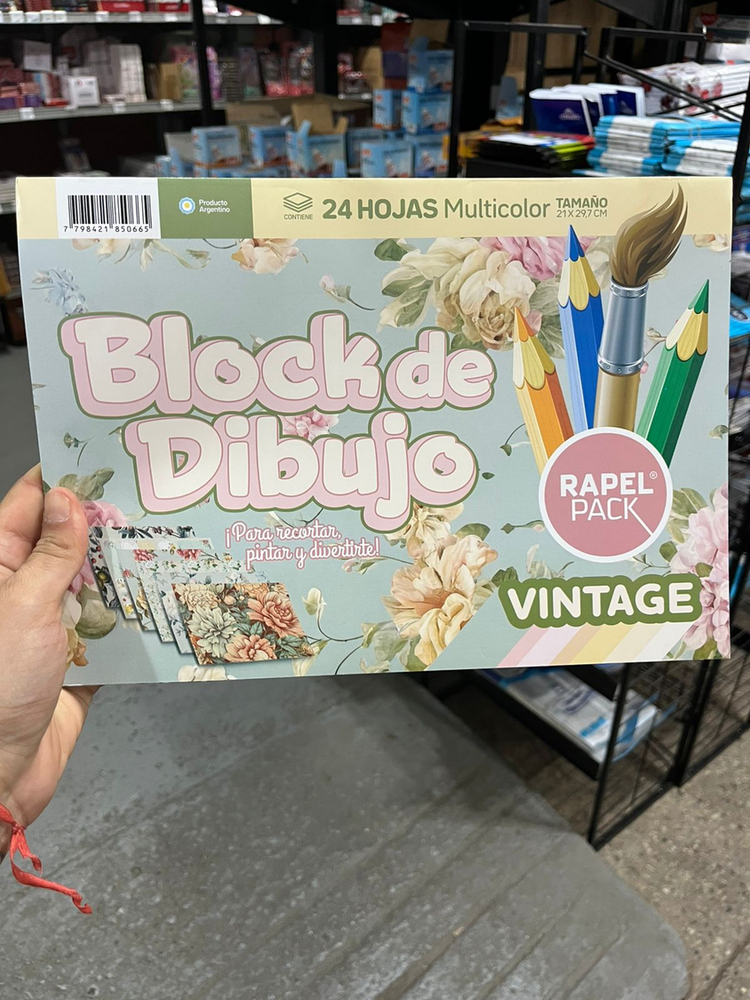 7 798421 850665
Producto
Argentino
CONTIENE
24 HOJAS Multicolor
TAMAÑO
21 X 29,7 CM
Block de
Dibujo
¡Para recortar,
pintar y divertirte!
RAPEL®
PACK
VINTAGE